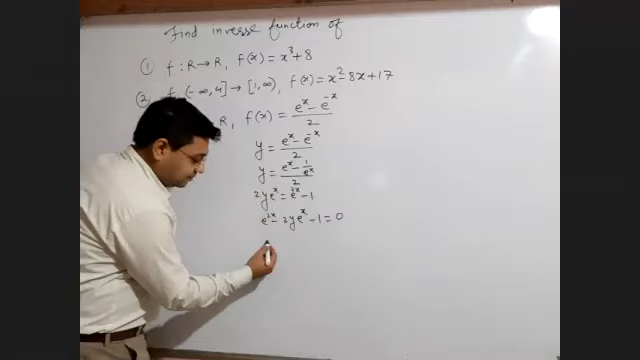 Find inverse function of
① f : R → R, f(x) = x³ + 8
② f (-∞, 4] → [1, ∞), f(x) = x² - 8x + 17
R, f(x) = (eˣ - e⁻ˣ)/2
y = (eˣ - e⁻ˣ)/2
y = (eˣ - 1/eˣ)/2
2yeˣ = e²ˣ - 1
e²ˣ - 2yeˣ - 1 = 0